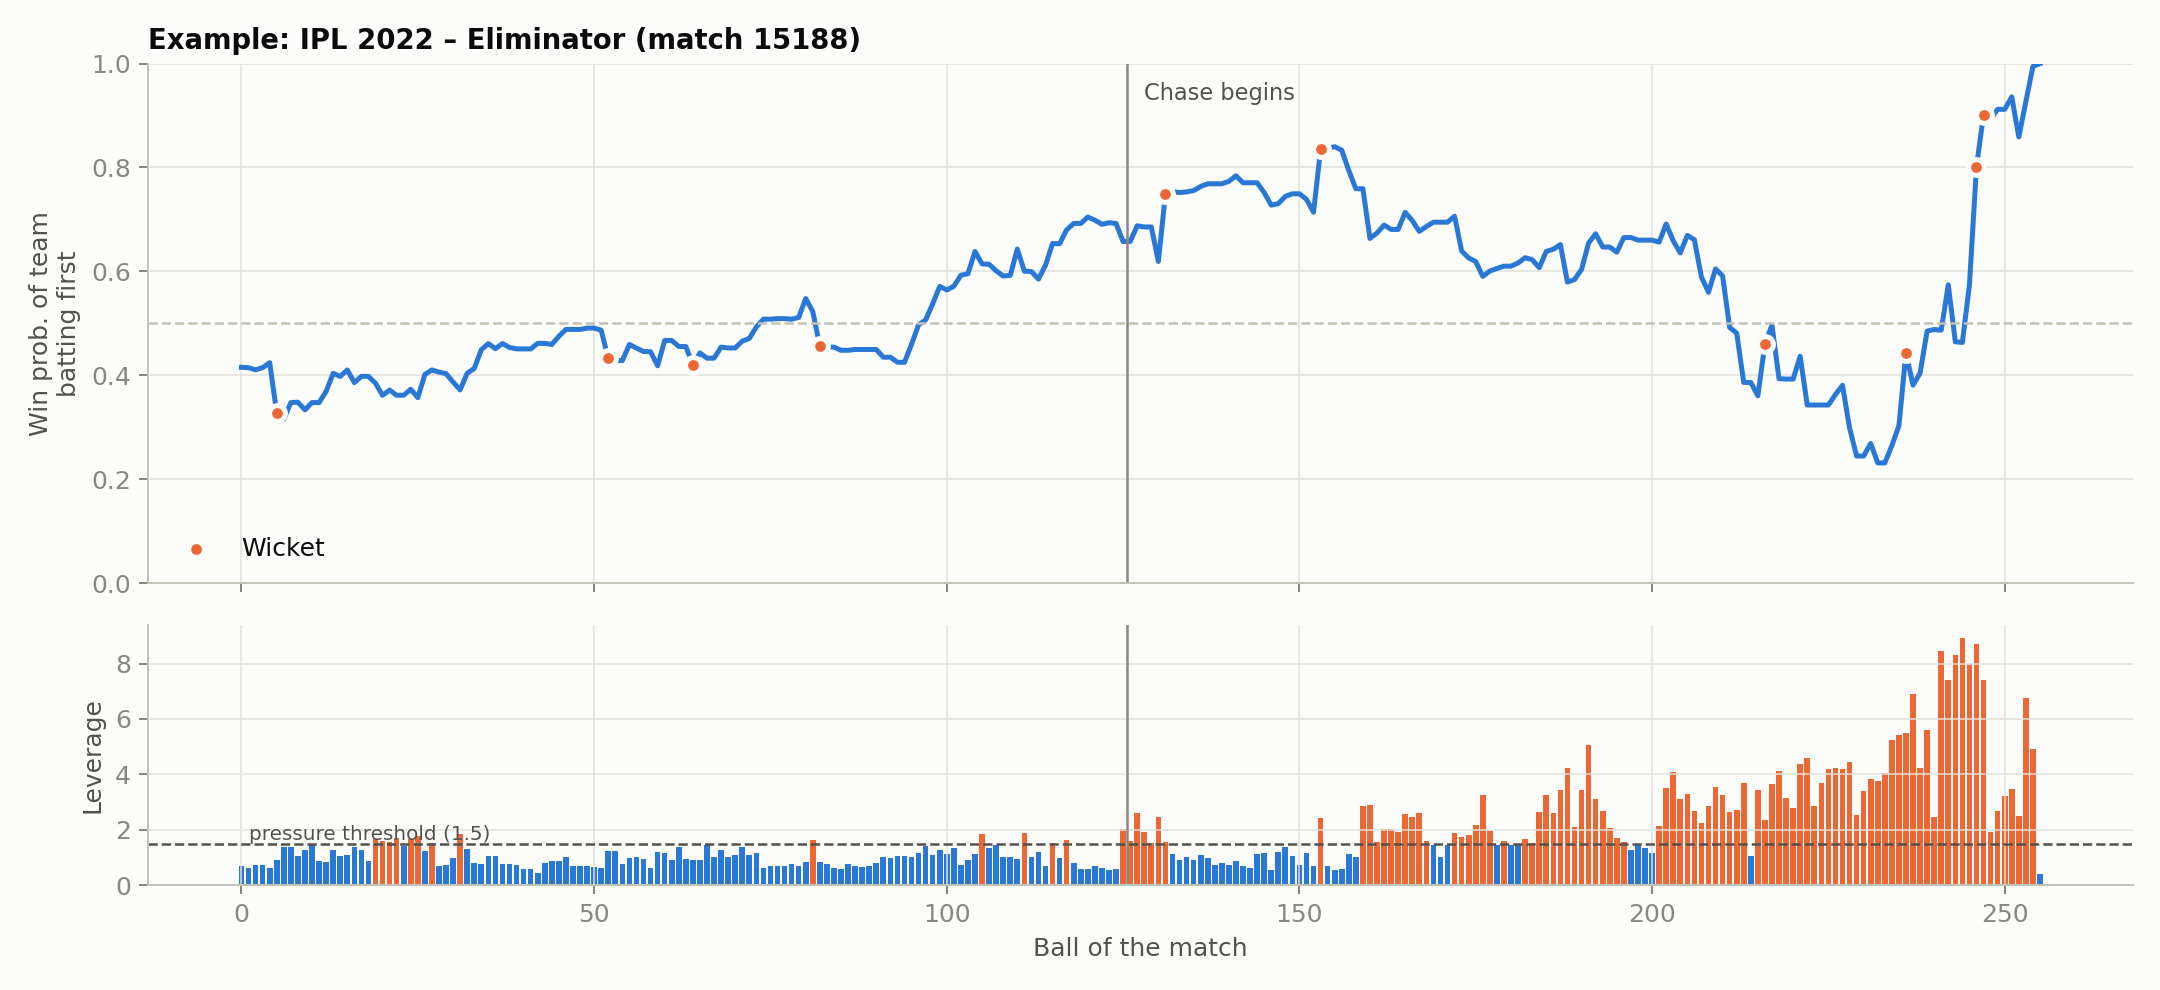 Example: IPL 2022 – Eliminator (match 15188)
1.0
0.8
0.6
0.4
0.2
0.0
Win prob. of team
batting first
Chase begins
Wicket
8
6
4
2
0
Leverage
pressure threshold (1.5)
0 50 100 150 200 250
Ball of the match